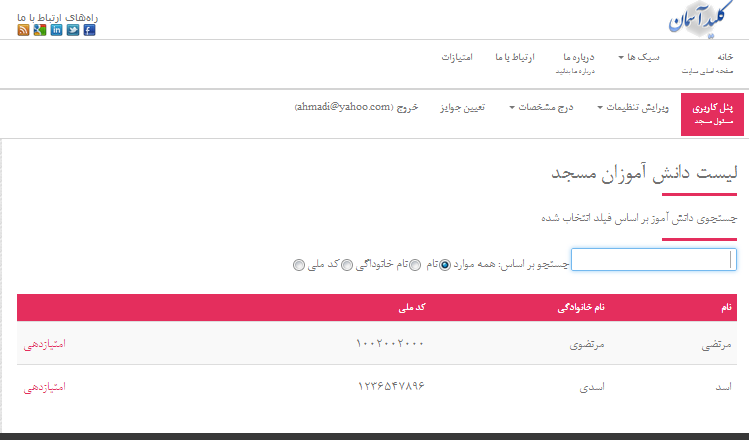 کلید آسمان
راه‌های ارتباط با ما
خانه
صفحه اصلی سایت
سبک ها
درباره ما
درباره ما بدانید
ارتباط با ما
امتیازات
پنل کاربری
مسئول مسجد
ویرایش تنظیمات
درج مشخصات
تعیین جوایز
خروج (ahmadi@yahoo.com)
لیست دانش آموزان مسجد
جستجوی دانش آموز بر اساس فیلد انتخاب شده
جستجو بر اساس: همه موارد نام نام خانوادگی کد ملی
نام نام خانوادگی کد ملی
مرتضی مرتضوی ۱۰۰۲۰۰۲۰۰۰ امتیازدهی
اسد اسدی ۱۲۳۶۵۴۷۸۹۶ امتیازدهی